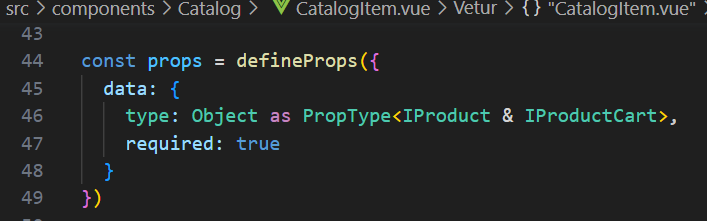 src > components > Catalog > CatalogItem.vue > Vetur > {} "CatalogItem.vue"
43
44 const props = defineProps({
45 data: {
46 type: Object as PropType<IProduct & IProductCart>,
47 required: true
48 }
49 })